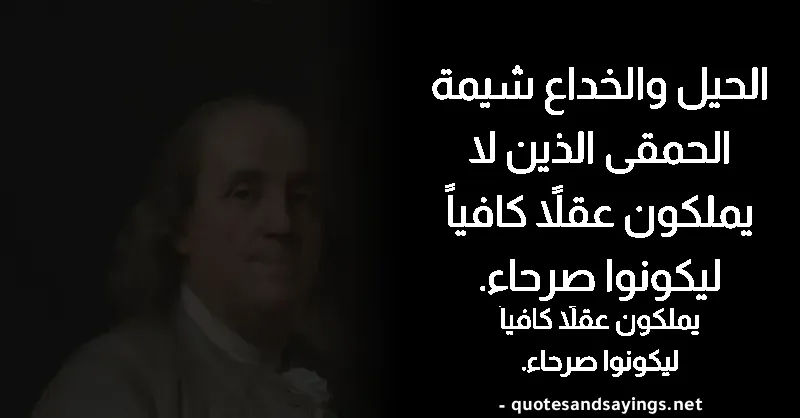 الحيل والخداع شيمة
الحمقى الذين لا
يملكون عقلًا كافياً
ليكونوا صرحاء.
يملكون عقلًا كافياً
ليكونوا صرحاء.
- quotesandsayings.net